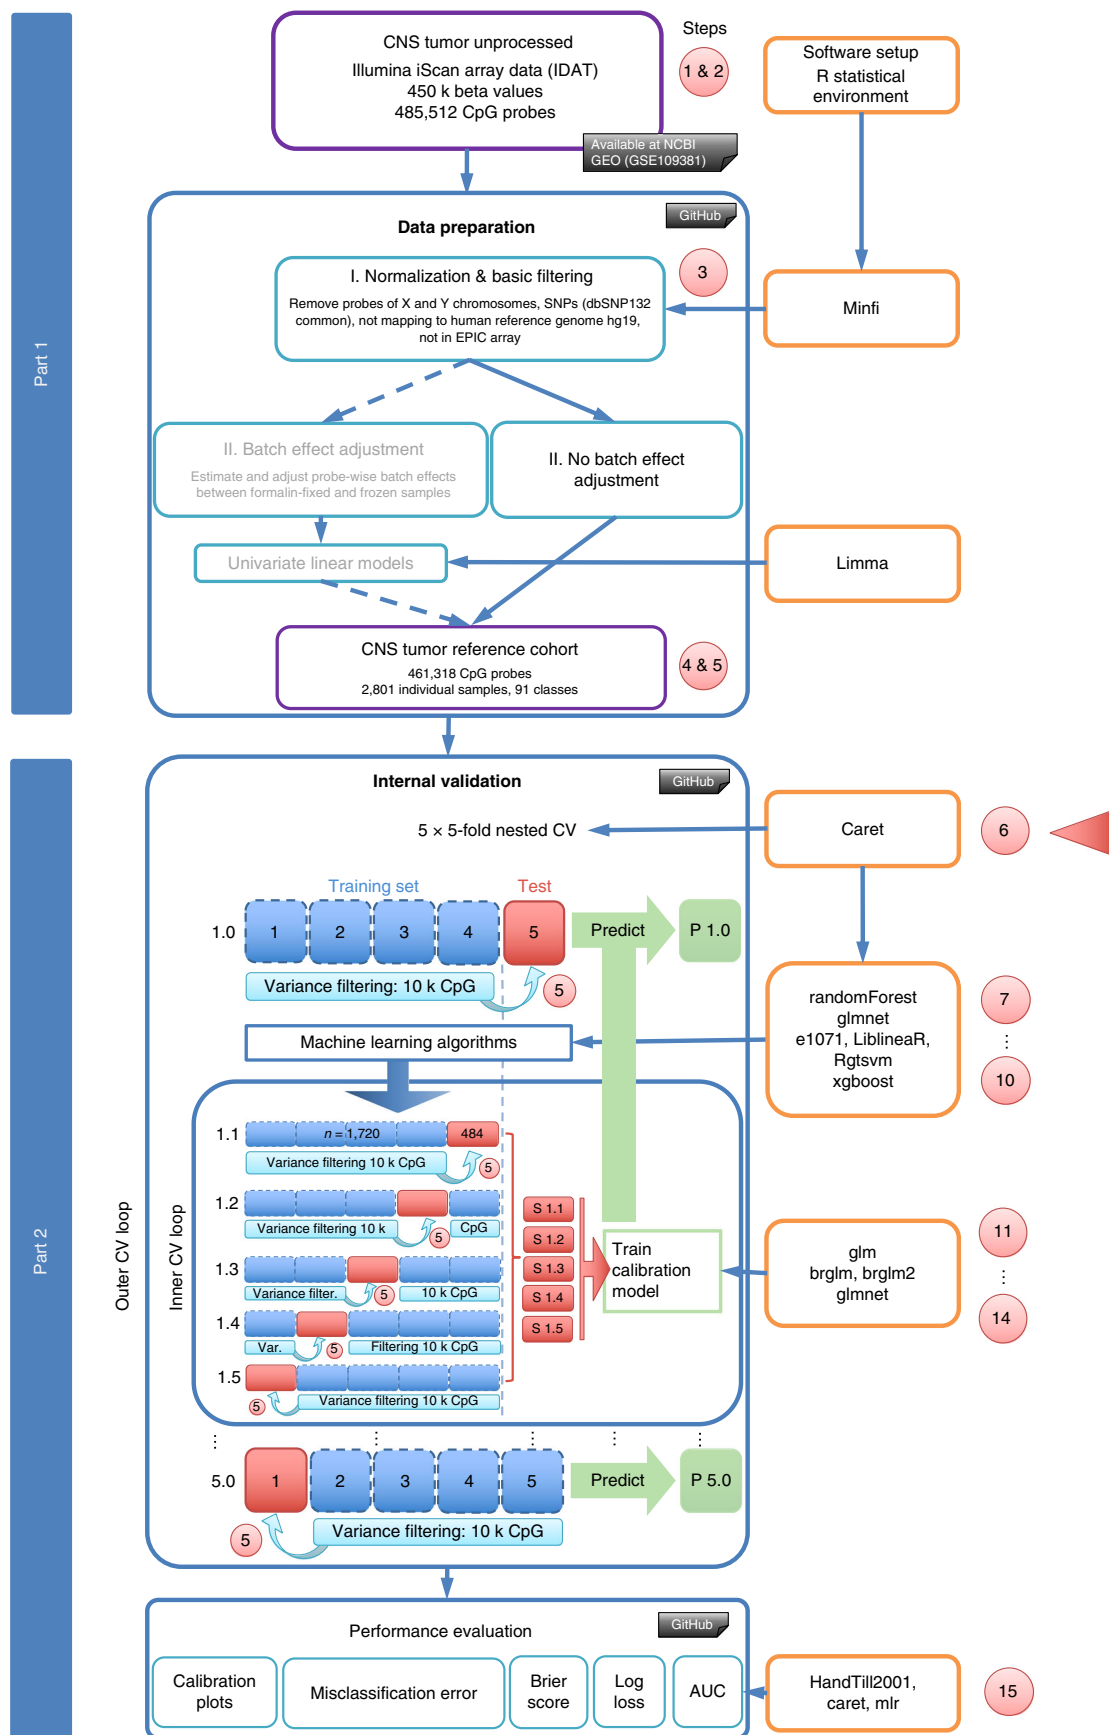 Part 1
CNS tumor unprocessed
Illumina iScan array data (IDAT)
450 k beta values
485,512 CpG probes
Available at NCBI
GEO (GSE109381)
Steps
1 & 2
Software setup
R statistical
environment
GitHub
Data preparation
I. Normalization & basic filtering
Remove probes of X and Y chromosomes, SNPs (dbSNP132
common), not mapping to human reference genome hg19,
not in EPIC array
3
Minfi
II. Batch effect adjustment
Estimate and adjust probe-wise batch effects
between formalin-fixed and frozen samples
II. No batch effect
adjustment
Univariate linear models
Limma
CNS tumor reference cohort
461,318 CpG probes
2,801 individual samples, 91 classes
4 & 5
Part 2
Internal validation
GitHub
5 × 5-fold nested CV
Caret
6
Training set
Test
1.0
1
2
3
4
5
Predict
P 1.0
Variance filtering: 10 k CpG
5
randomForest
glmnet
e1071, LiblineaR,
Rgtsvm
xgboost
7
⋮
10
Machine learning algorithms
Outer CV loop
Inner CV loop
1.1
n = 1,720
484
Variance filtering 10 k CpG
5
1.2
Variance filtering 10 k
5
CpG
1.3
Variance filter.
5
10 k CpG
1.4
Var.
5
Filtering 10 k CpG
1.5
5
Variance filtering 10 k CpG
S 1.1
S 1.2
S 1.3
S 1.4
S 1.5
Train
calibration
model
glm
brglm, brglm2
glmnet
11
⋮
14
⋮ ⋮ ⋮ ⋮ ⋮
5.0
1
2
3
4
5
Predict
P 5.0
5
Variance filtering: 10 k CpG
GitHub
Performance evaluation
Calibration
plots
Misclassification error
Brier
score
Log
loss
AUC
HandTill2001,
caret, mlr
15